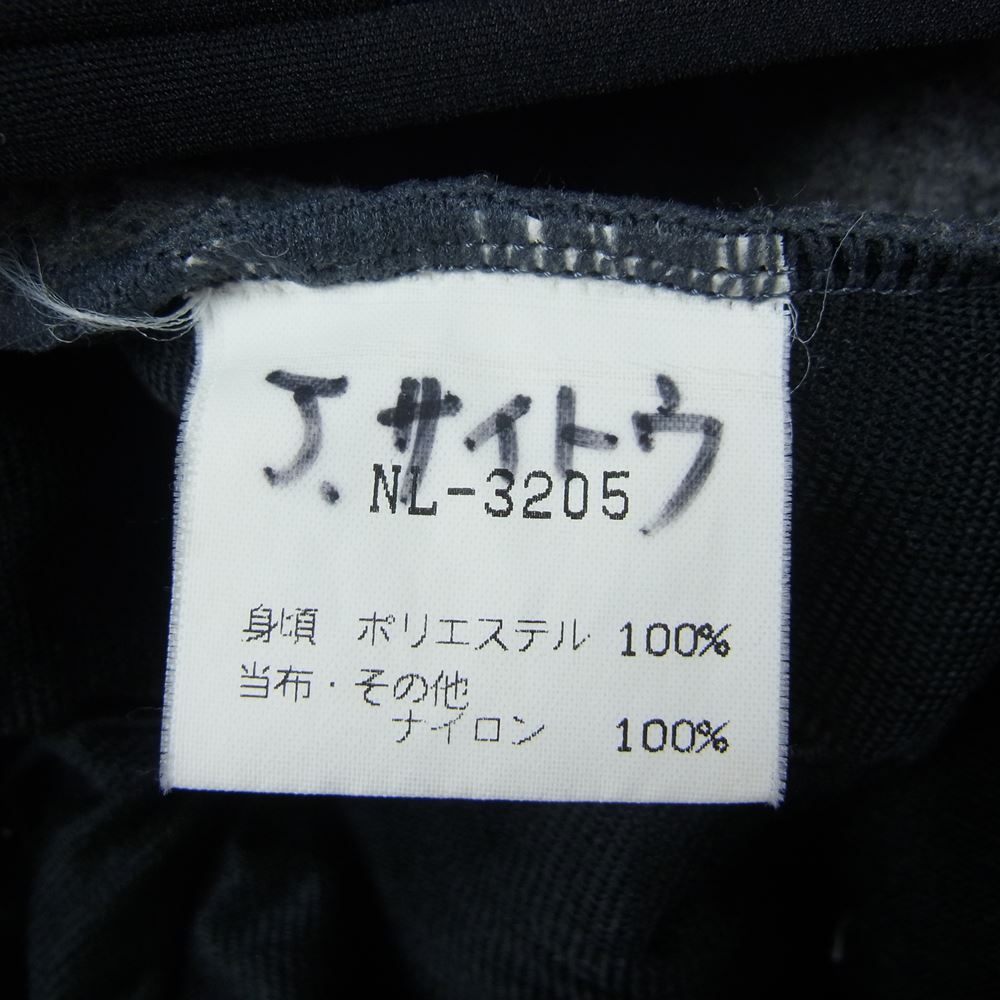 J.サイトウ
NL-3205
身頃 ポリエステル 100%
当布・その他
ナイロン 100%